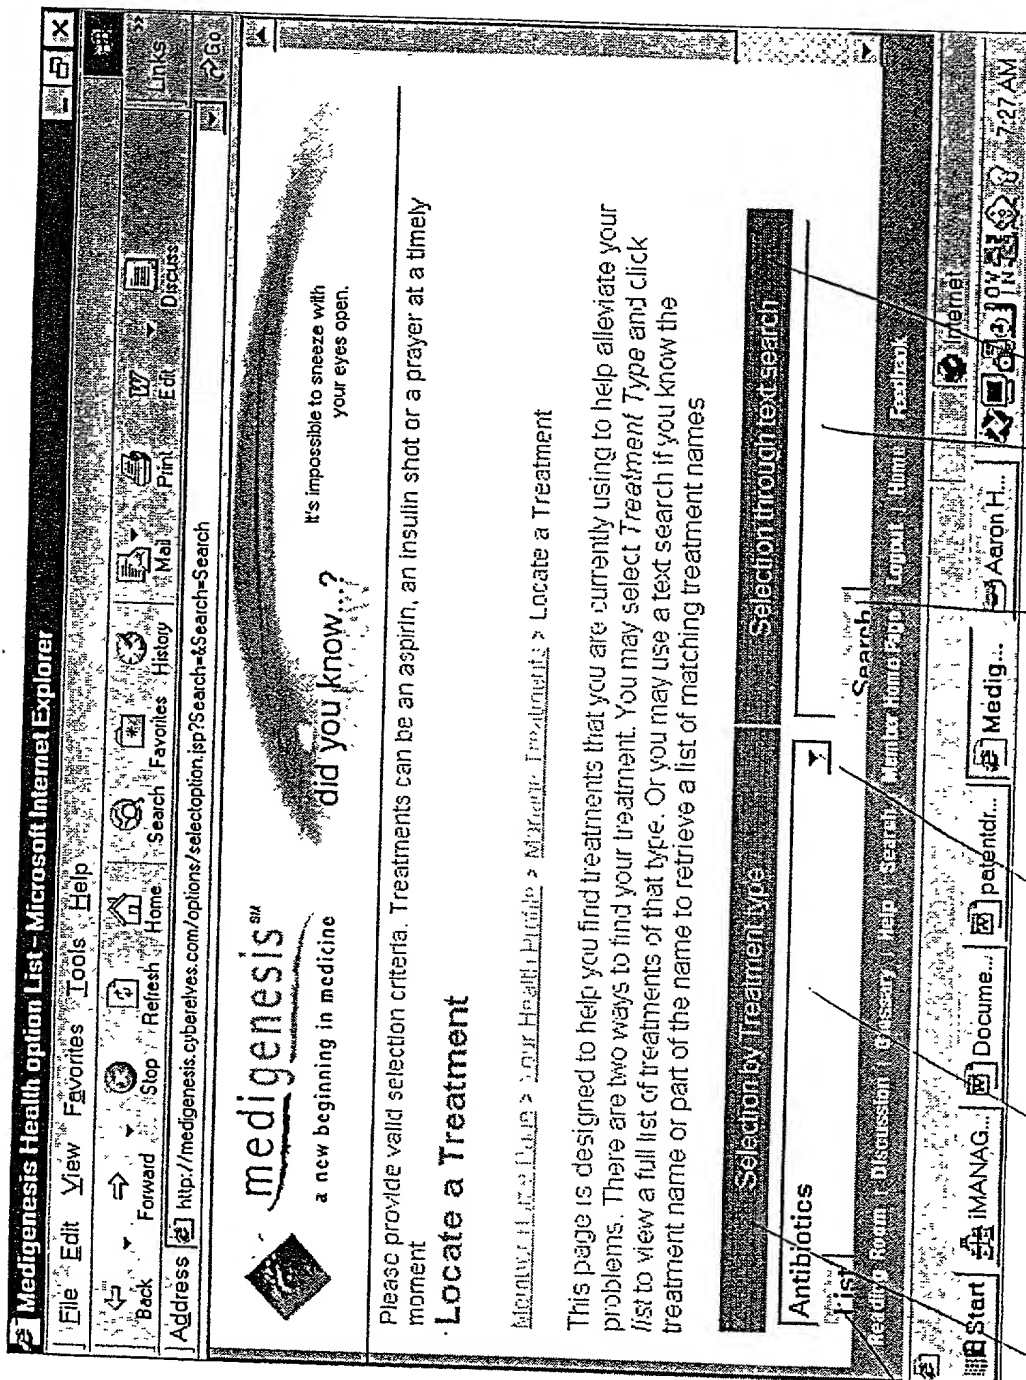 Medigenesis Health option List - Microsoft Internet Explorer
File Edit View Favorites Tools Help
Back Forward Stop Refresh Home Search Favorites History Mail Print Edit Discuss
Links »
Address http://medigenesis.cyberelves.com/options/selectoption.jsp?Search=&Search=Search Go
medigenesis SM
a new beginning in medicine
did you know...?
It's impossible to sneeze with
your eyes open.
Please provide valid selection criteria. Treatments can be an aspirin, an insulin shot or a prayer at a timely
moment
Locate a Treatment
Member Home Page > Your Health Profile > Manage Treatments > Locate a Treatment
This page is designed to help you find treatments that you are currently using to help alleviate your
problems. There are two ways to find your treatment. You may select Treatment Type and click
list to view a full list of treatments of that type. Or you may use a text search if you know the
treatment name or part of the name to retrieve a list of matching treatment names
Selection by Treatment type Selection through text search
Antibiotics
List Search
Reading Room | Discussion | Glossary | Help | Search | Member Home Page | Logout | Home | Feedback
Internet
Start IMANAG... Docume... patentdr... Medig... Aaron H... 7:27 AM